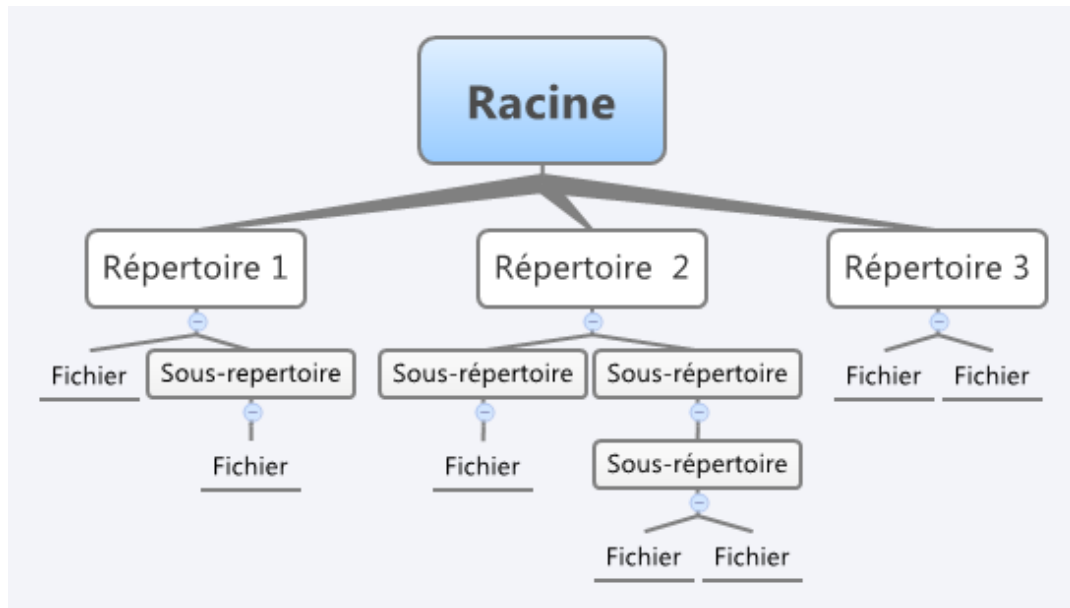 Racine
Répertoire 1
Répertoire 2
Répertoire 3
Fichier
Sous-repertoire
Sous-répertoire
Sous-répertoire
Fichier
Fichier
Fichier
Fichier
Sous-répertoire
Fichier
Fichier